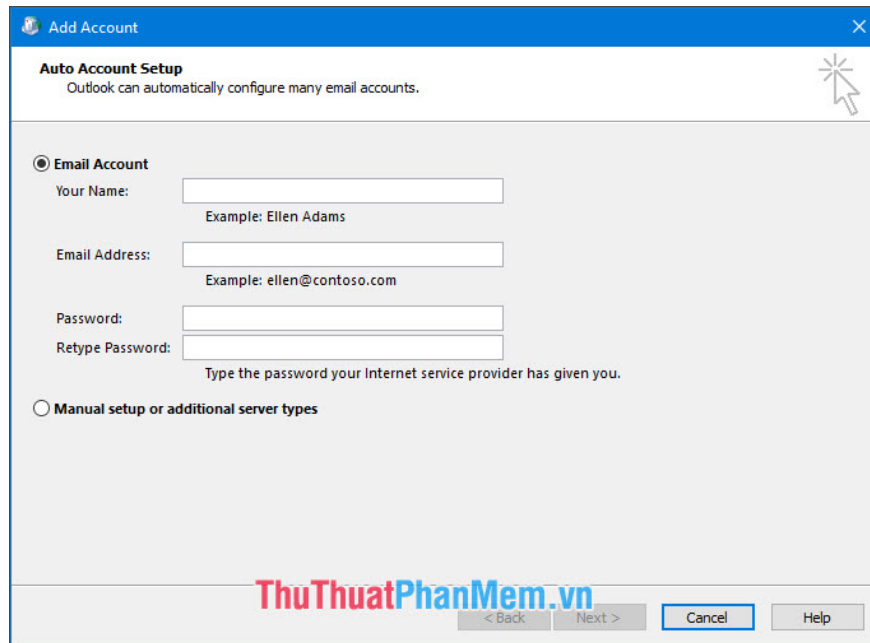 Add Account
Auto Account Setup
Outlook can automatically configure many email accounts.
Email Account
Your Name:
Example: Ellen Adams
Email Address:
Example: ellen@contoso.com
Password:
Retype Password:
Type the password your Internet service provider has given you.
Manual setup or additional server types
ThuThuatPhanMem.vn
< Back Next > Cancel Help